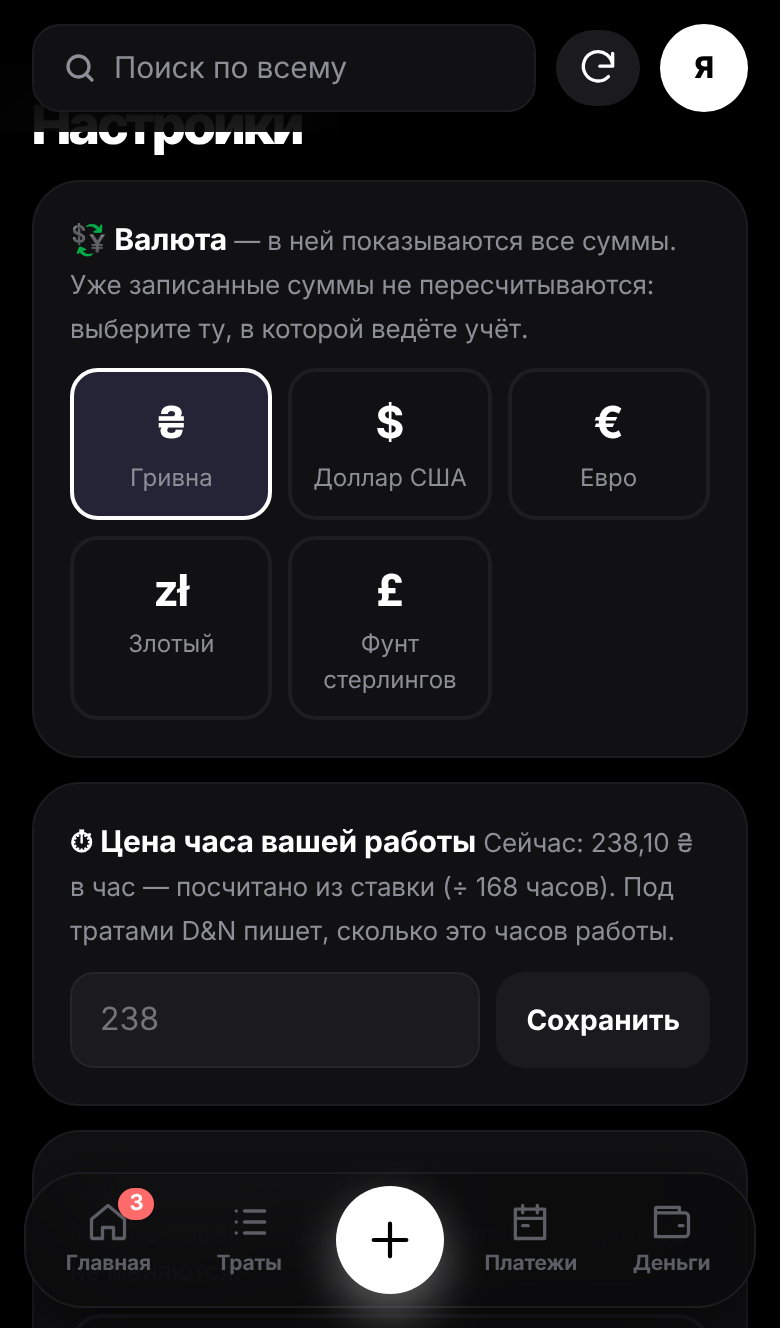 Поиск по всему
Я
Настройки
Валюта — в ней показываются все суммы.
Уже записанные суммы не пересчитываются:
выберите ту, в которой ведёте учёт.
₴
Гривна
$
Доллар США
€
Евро
zł
Злотый
£
Фунт
стерлингов
Цена часа вашей работы Сейчас: 238,10 ₴
в час — посчитано из ставки (÷ 168 часов). Под
тратами D&N пишет, сколько это часов работы.
238
Сохранить
3
Главная
Траты
Платежи
Деньги
не меняются.